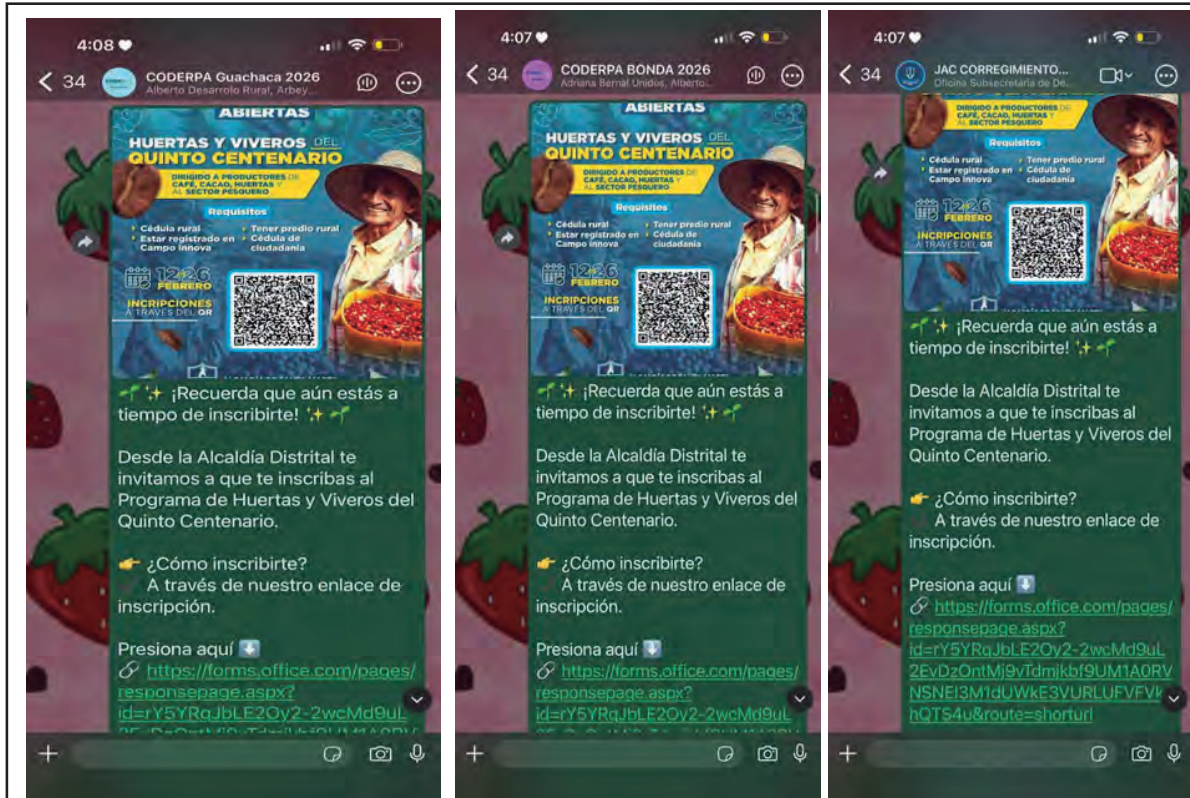 4:08
34
CODERPA Guachaca 2026
Alberto Desarrolo Rural, Arbey...
ABIERTAS
HUERTAS Y VIVEROS DEL
QUINTO CENTENARIO
DIRIGIDO A PRODUCTORES DE
CAFÉ, CACAO, HUERTAS Y
AL SECTOR PESQUERO
Requisitos
Cédula rural
Estar registrado en
Campo innova
Tener predio rural
Cédula de
ciudadania
12 26
FEBRERO
INCRIPCIONES
A TRAVÉS DEL QR
¡Recuerda que aún estás a
tiempo de inscribirte!
Desde la Alcaldía Distrital te
invitamos a que te inscribas al
Programa de Huertas y Viveros del
Quinto Centenario.
¿Cómo inscribirte?
A través de nuestro enlace de
inscripción.
Presiona aquí
https://forms.office.com/pages/
responsepage.aspx?
id=rY5YRqJbLE2Oy2-2wcMd9uL
4:07
34
CODERPA BONDA 2026
Adriana Bernal Unidos, Alberto...
ABIERTAS
HUERTAS Y VIVEROS DEL
QUINTO CENTENARIO
DIRIGIDO A PRODUCTORES DE
CAFÉ, CACAO, HUERTAS Y
AL SECTOR PESQUERO
Requisitos
Cédula rural
Estar registrado en
Campo innova
Tener predio rural
Cédula de
ciudadania
12 26
FEBRERO
INCRIPCIONES
A TRAVÉS DEL QR
¡Recuerda que aún estás a
tiempo de inscribirte!
Desde la Alcaldía Distrital te
invitamos a que te inscribas al
Programa de Huertas y Viveros del
Quinto Centenario.
¿Cómo inscribirte?
A través de nuestro enlace de
inscripción.
Presiona aquí
https://forms.office.com/pages/
responsepage.aspx?
id=rY5YRqJbLE2Oy2-2wcMd9uL
4:07
34
JAC CORREGIMIENTO...
Oficina Subsecretaria de De...
DIRIGIDO A PRODUCTORES DE
CAFÉ, CACAO, HUERTAS Y
AL SECTOR PESQUERO
Requisitos
Cédula rural
Estar registrado en
Campo innova
Tener predio rural
Cédula de
ciudadania
12 26
FEBRERO
INCRIPCIONES
A TRAVÉS DEL QR
¡Recuerda que aún estás a
tiempo de inscribirte!
Desde la Alcaldía Distrital te
invitamos a que te inscribas al
Programa de Huertas y Viveros del
Quinto Centenario.
¿Cómo inscribirte?
A través de nuestro enlace de
inscripción.
Presiona aquí
https://forms.office.com/pages/
responsepage.aspx?
id=rY5YRqJbLE2Oy2-2wcMd9uL
2EvDzOntMj9vTdmjkbf9UM1A0RV
NSNEI3M1dUWkE3VURLUFVFVk
hQTS4u&route=shorturl